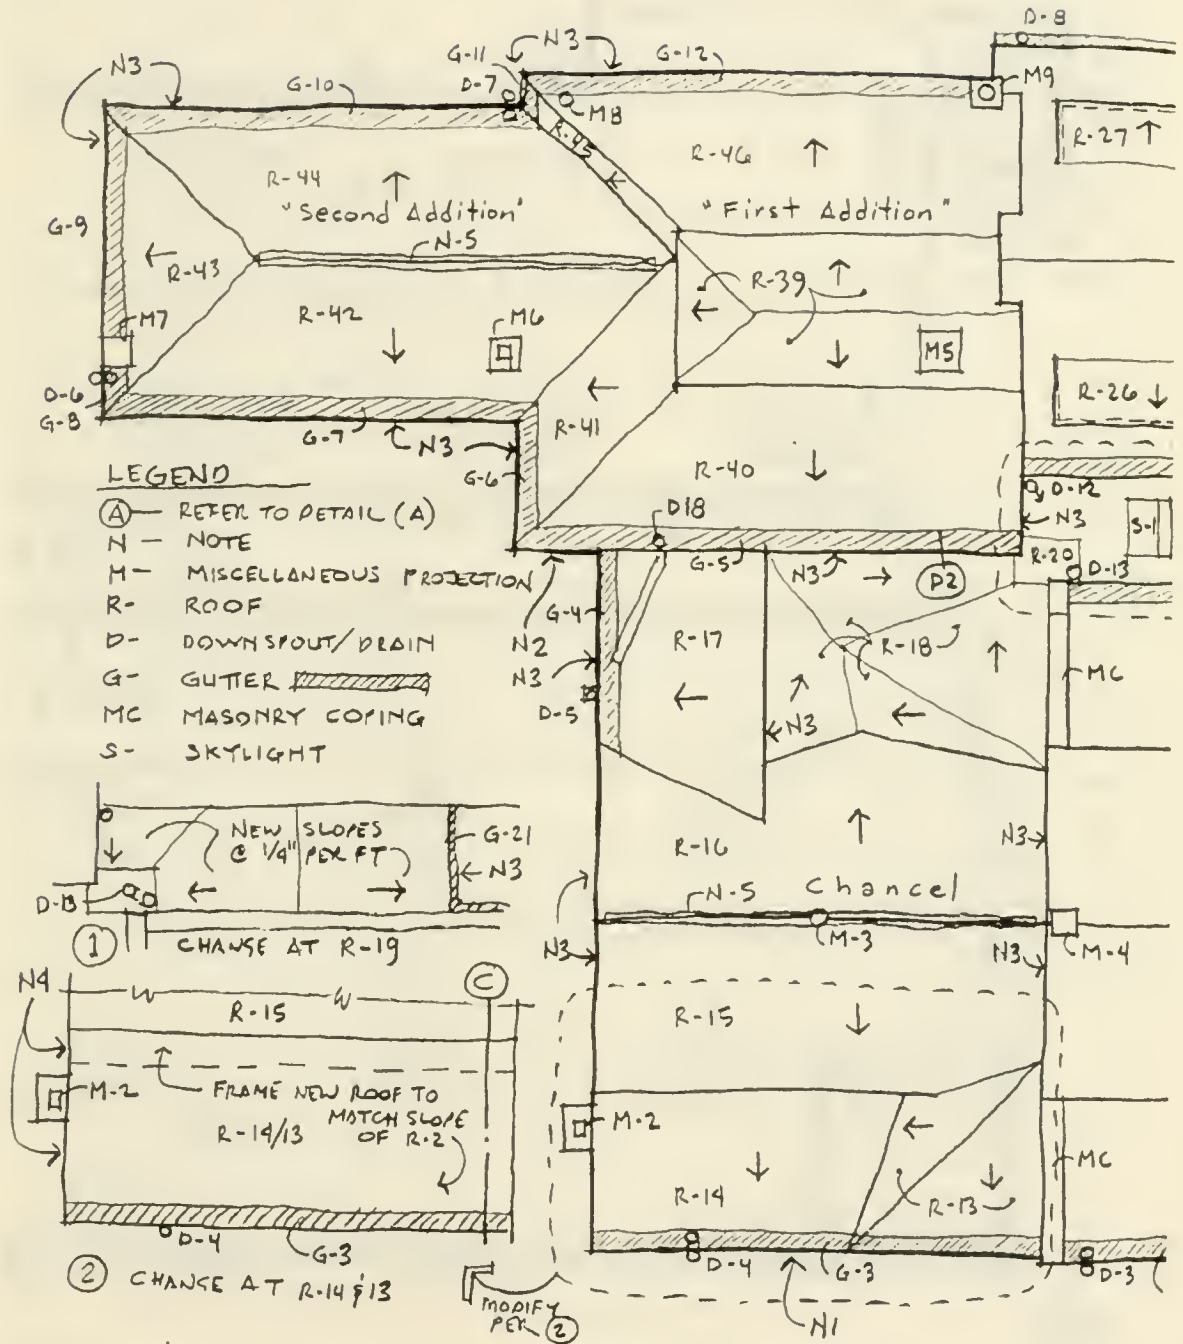 D-8
N3
G-11
N3
G-12
D-7
M9
G-10
M8
R-45
R-46
R-27
R-44
"Second Addition"
"First Addition"
G-9
N-5
R-43
R-39
M7
R-42
M6
M5
D-6
G-8
R-26
G-7
N3
R-41
G-6
R-40
D18
D-12
N3
S-1
R-20
D-13
G-5
N3
D2
LEGEND
A — REFER TO DETAIL (A)
N — NOTE
M — MISCELLANEOUS PROJECTION
R- ROOF
D- DOWNSPOUT/DRAIN
G- GUTTER
MC MASONRY COPING
S- SKYLIGHT
N2
G-4
N3
R-17
R-18
D-5
N3
MC
NEW SLOPES
@ 1/4" PER FT
G-21
N3
D-13
1 CHANGE AT R-19
R-16
N3
Chancel
N-5
M-3
N3
N3
M-4
N4
C
R-15
M-2
FRAME NEW ROOF TO
MATCH SLOPE
OF R-2
R-14/13
D-4
G-3
2 CHANGE AT R-14 & 13
R-15
M-2
MC
R-14
R-13
D-4
G-3
D-3
MODIFY
PER 2
N1